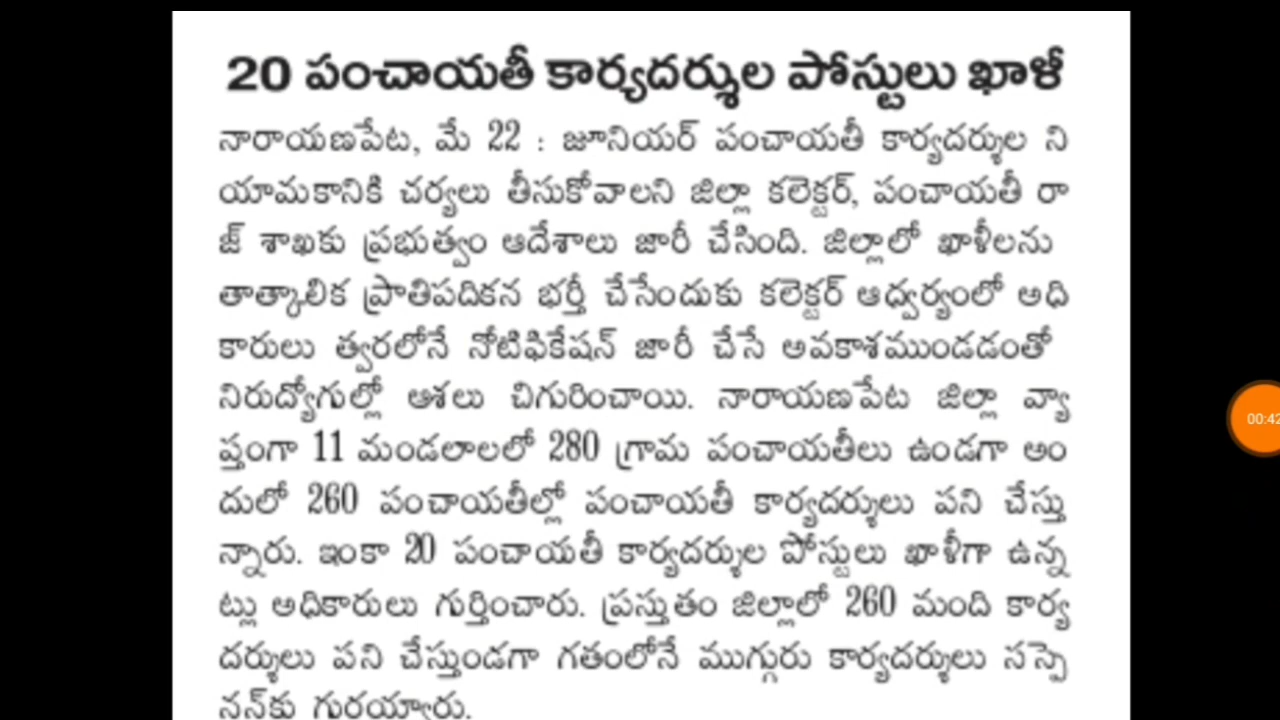 20 పంచాయతీ కార్యదర్శుల పోస్టులు ఖాళీ
నారాయణపేట, మే 22 : జూనియర్ పంచాయతీ కార్యదర్శుల ని
యామకానికి చర్యలు తీసుకోవాలని జిల్లా కలెక్టర్, పంచాయతీ రా
జ్ శాఖకు ప్రభుత్వం ఆదేశాలు జారీ చేసింది. జిల్లాలో ఖాళీలను
తాత్కాలిక ప్రాతిపదికన భర్తీ చేసేందుకు కలెక్టర్ ఆధ్వర్యంలో అధి
కారులు త్వరలోనే నోటిఫికేషన్ జారీ చేసే అవకాశముండడంతో
నిరుద్యోగుల్లో ఆశలు చిగురించాయి. నారాయణపేట జిల్లా వ్యా
ప్తంగా 11 మండలాలలో 280 గ్రామ పంచాయతీలు ఉండగా అం
దులో 260 పంచాయతీల్లో పంచాయతీ కార్యదర్శులు పని చేస్తు
న్నారు. ఇంకా 20 పంచాయతీ కార్యదర్శుల పోస్టులు ఖాళీగా ఉన్న
ట్లు అధికారులు గుర్తించారు. ప్రస్తుతం జిల్లాలో 260 మంది కార్య
దర్శులు పని చేస్తుండగా గతంలోనే ముగ్గురు కార్యదర్శులు సస్పె
నన్‌కు గురయ్యారు.
00:42